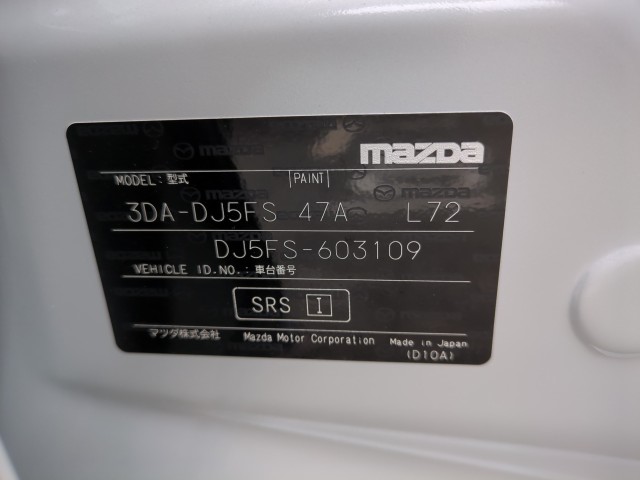 mazda
MODEL:型式 PAINT
3DA-DJ5FS 47A L72
DJ5FS-603109
VEHICLE ID.NO.:車台番号
SRS I
マツダ株式会社 Mazda Motor Corporation Made in Japan
(D10A)